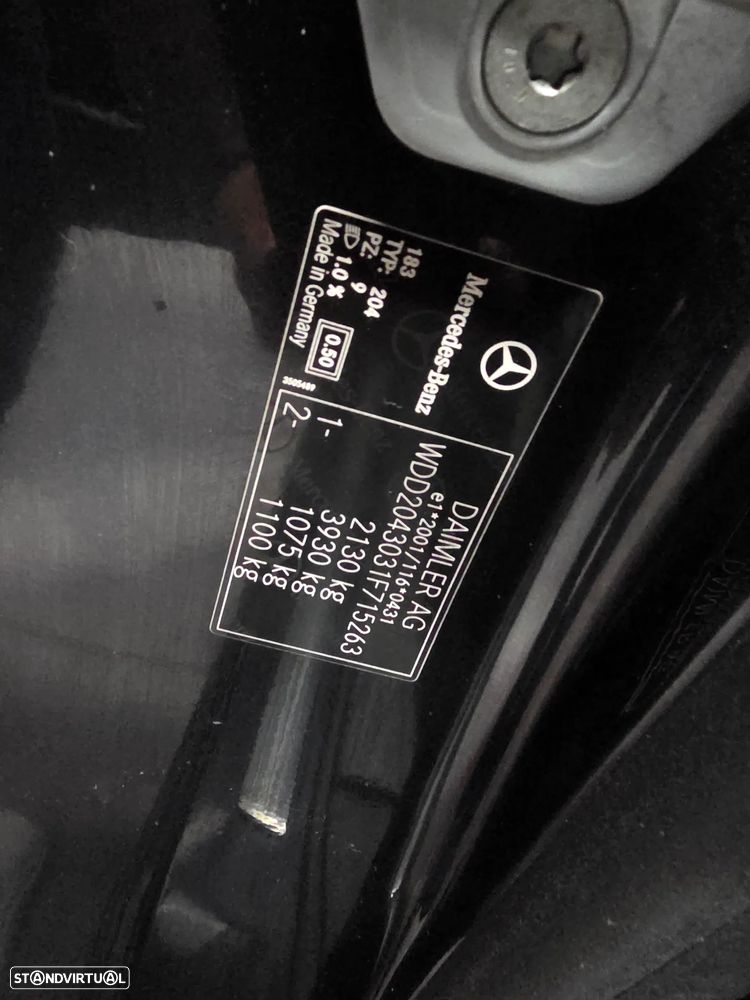 Mercedes-Benz
183
TYP: 204
PZ: 9
1.0 %
Made in Germany
0.50
3505409
DAIMLER AG
e1*2001/116*0431
WDD2043031F715263
2130 kg
3930 kg
1- 1075 kg
2- 1100 kg
STANDVIRTUAL